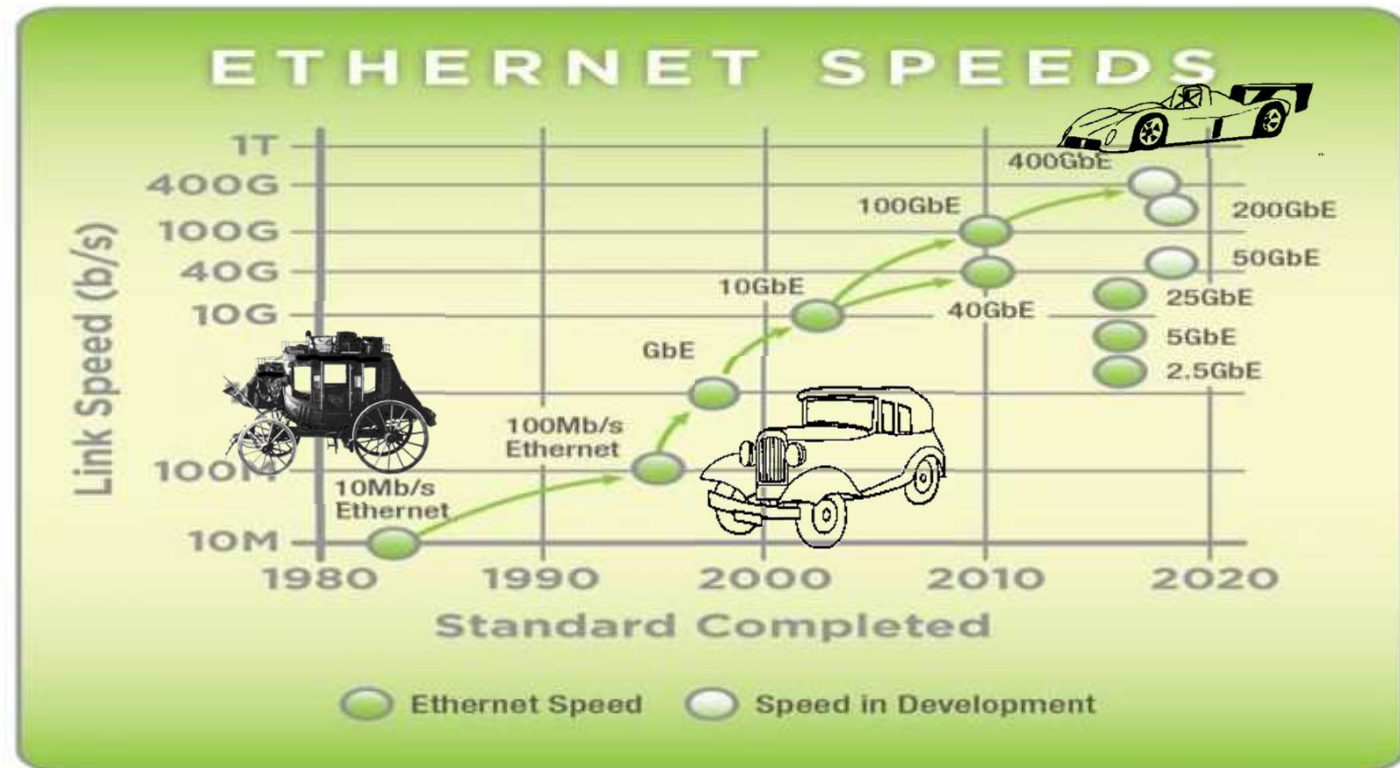 ETHERNET SPEEDS
1T
400G
100G
40G
10G
100M
10M
Link Speed (b/s)
400GbE
100GbE
200GbE
50GbE
10GbE
25GbE
40GbE
GbE
5GbE
2.5GbE
100Mb/s
Ethernet
10Mb/s
Ethernet
1980 1990 2000 2010 2020
Standard Completed
Ethernet Speed Speed in Development